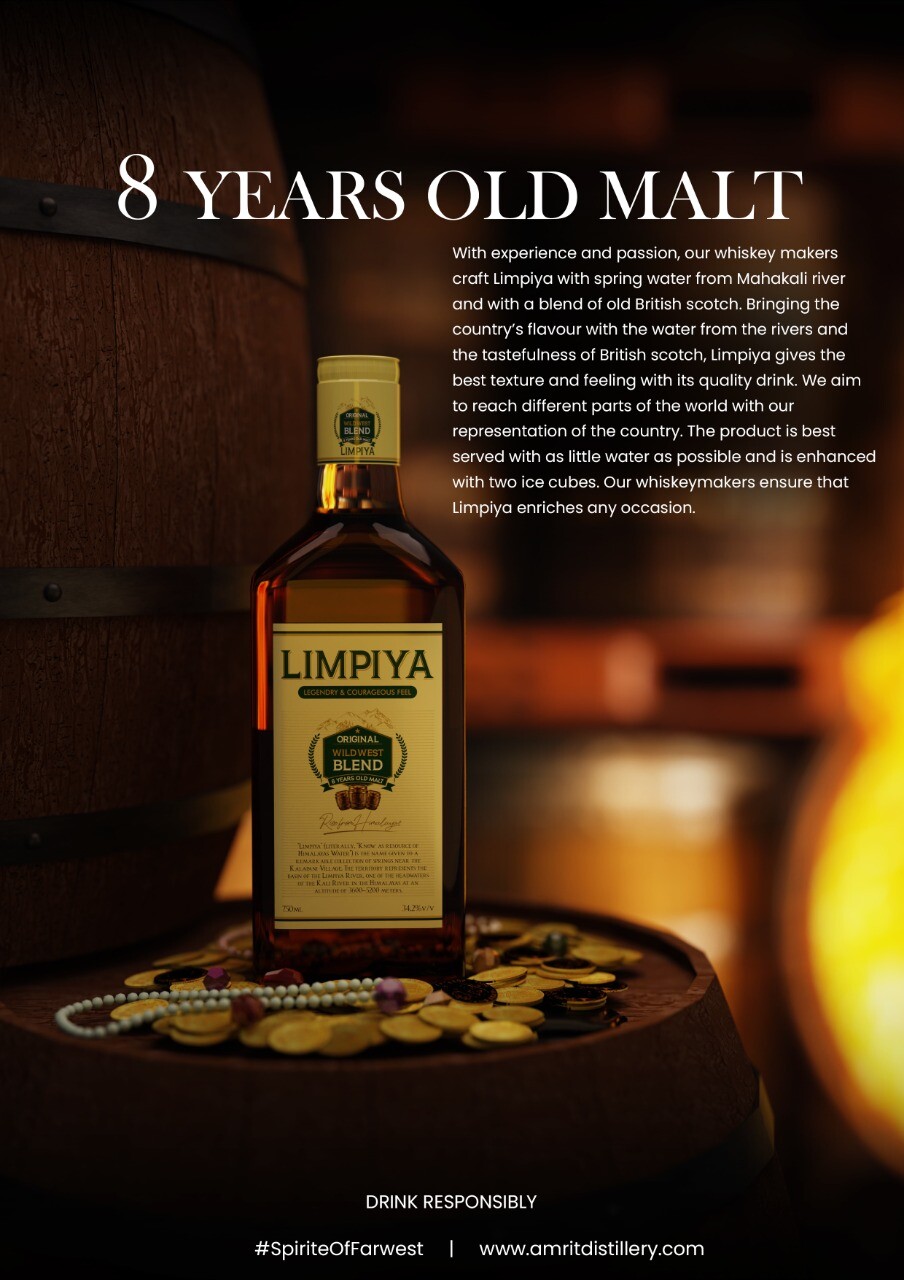 8 YEARS OLD MALT
With experience and passion, our whiskey makers
craft Limpiya with spring water from Mahakali river
and with a blend of old British scotch. Bringing the
country’s flavour with the water from the rivers and
the tastefulness of British scotch, Limpiya gives the
best texture and feeling with its quality drink. We aim
to reach different parts of the world with our
representation of the country. The product is best
served with as little water as possible and is enhanced
with two ice cubes. Our whiskeymakers ensure that
Limpiya enriches any occasion.
ORIGINAL
WILD WEST
BLEND
LIMPIYA
LIMPIYA
LEGENDRY & COURAGEOUS FEEL
ORIGINAL
WILD WEST
BLEND
8 YEARS OLD MALT
"LIMPIYA" (LITERALLY, "KNOW AS RESOURCE OF
HIMALAYAS WATER") IS THE NAME GIVEN IN A
REMARKABLE COLLECTION OF SPRINGS NEAR THE
KALAPANI VILLAGE. THE TERRITORY REPRESENTS THE
OF THE LIMPIYA RIVER, ONE OF THE HEADWATERS
OF THE KALI RIVER IN THE HIMALAYAS AT AN
ALTITUDE OF 3600–5200 METERS.
750 ML
34.2% V/V
DRINK RESPONSIBLY
#SpiriteOfFarwest | www.amritdistillery.com